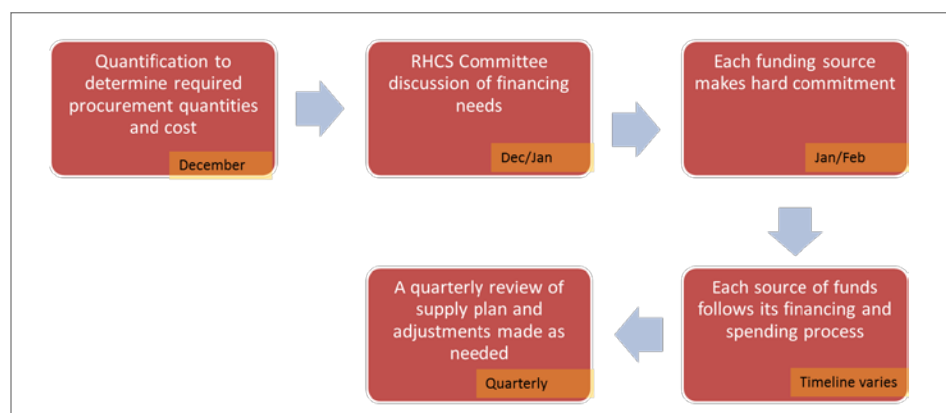 Quantification to
determine required
procurement quantities
and cost
December
RHCS Committee
discussion of financing
needs
Dec/Jan
Each funding source
makes hard commitment
Jan/Feb
Each source of funds
follows its financing and
spending process
Timeline varies
A quarterly review of
supply plan and
adjustments made as
needed
Quarterly